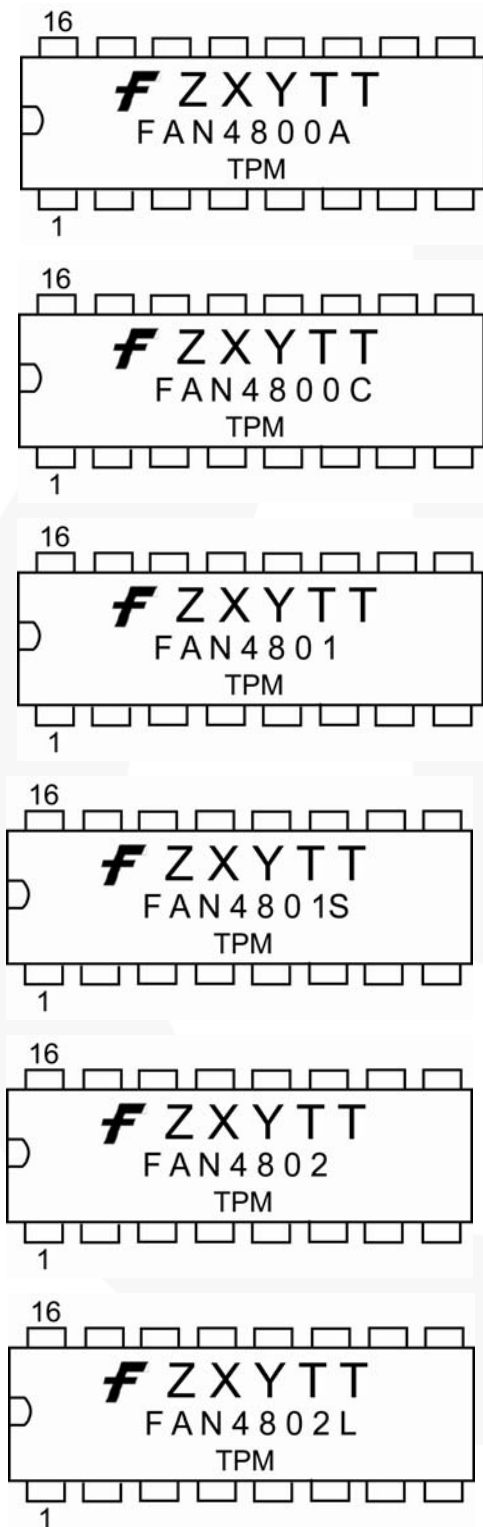 16
ZXYTT
FAN4800A
TPM
1
16
ZXYTT
FAN4800C
TPM
1
16
ZXYTT
FAN4801
TPM
1
16
ZXYTT
FAN4801S
TPM
1
16
ZXYTT
FAN4802
TPM
1
16
ZXYTT
FAN4802L
TPM
1